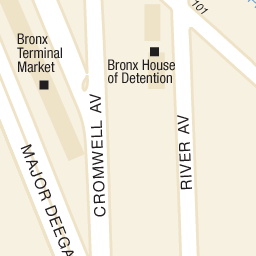 101
Bronx
Terminal
Market
Bronx House
of Detention
CROMWELL AV
RIVER AV
MAJOR DEEGA